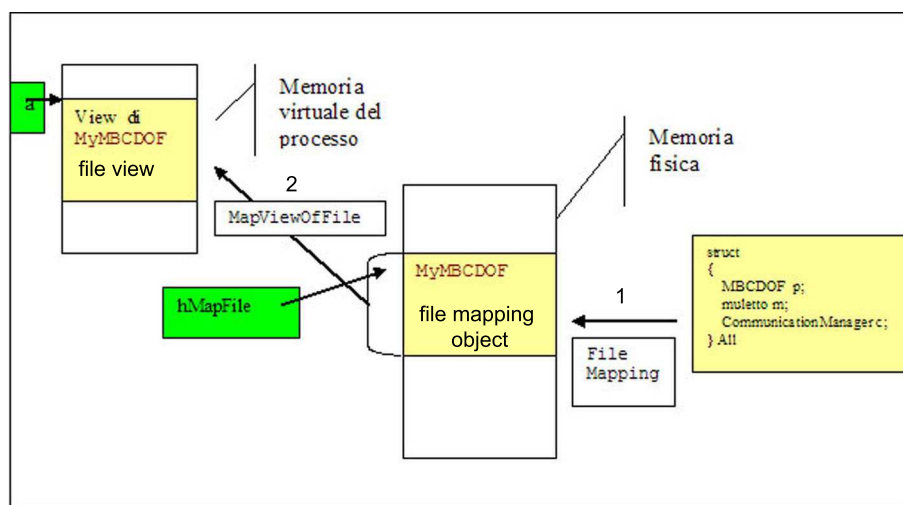 a
View di
MyMBCDOF
file view
Memoria
virtuale del
processo
Memoria
fisica
2
MapViewOfFile
hMapFile
MyMBCDOF
file mapping
object
1
File
Mapping
struct
{
MBCDOF p;
muletto m;
CommunicationManager c;
} All